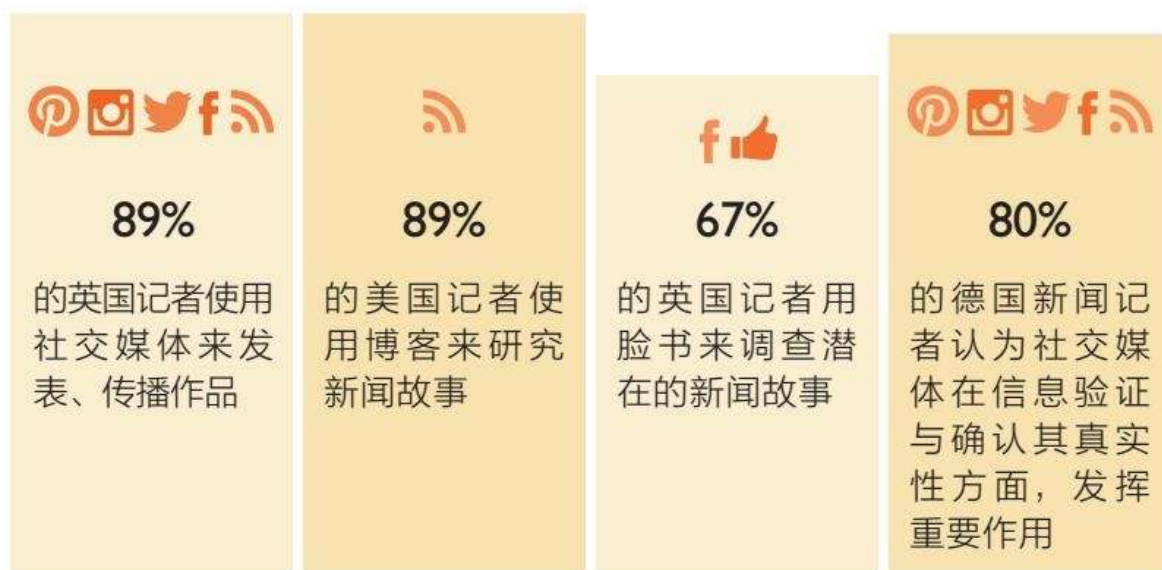 89%
的英国记者使用
社交媒体来发
表、传播作品
89%
的美国记者使
用博客来研究
新闻故事
67%
的英国记者用
脸书来调查潜
在的新闻故事
80%
的德国新闻记
者认为社交媒
体在信息验证
与确认其真实
性方面，发挥
重要作用